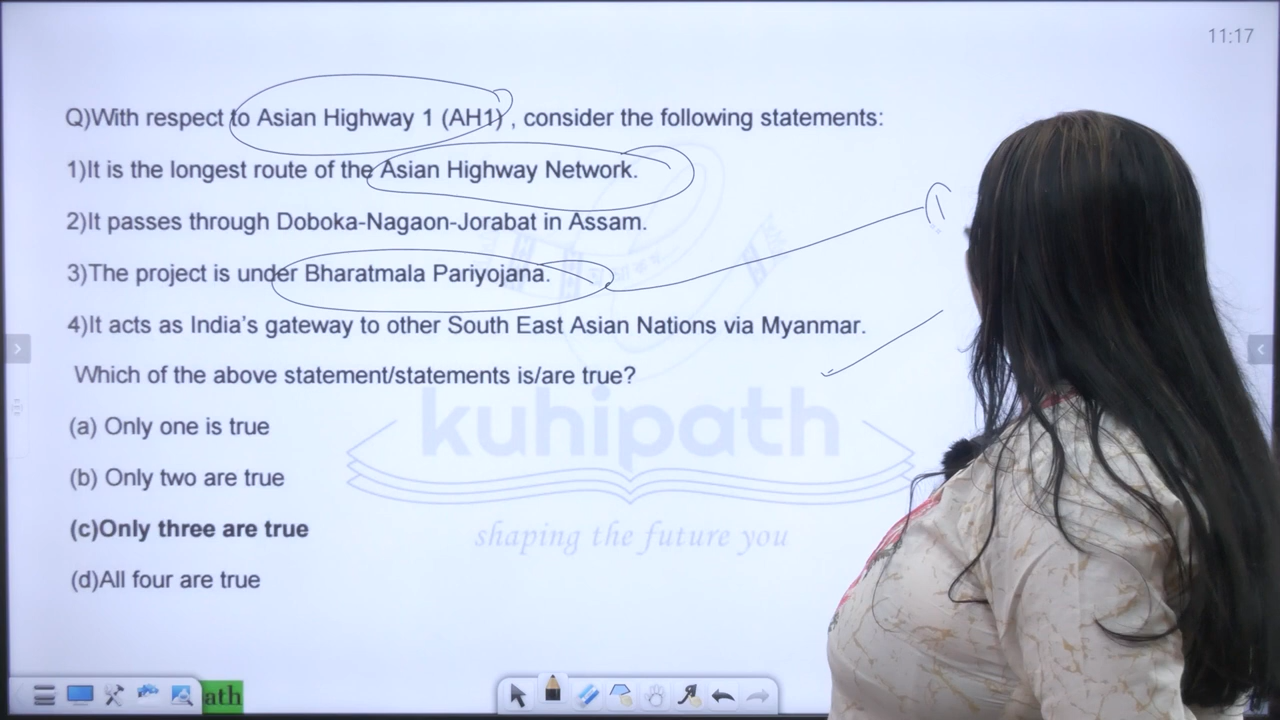 11:17
Q)With respect to Asian Highway 1 (AH1) , consider the following statements:
1)It is the longest route of the Asian Highway Network.
2)It passes through Doboka-Nagaon-Jorabat in Assam.
3)The project is under Bharatmala Pariyojana.
4)It acts as India's gateway to other South East Asian Nations via Myanmar.
Which of the above statement/statements is/are true?
(a) Only one is true
(b) Only two are true
(c)Only three are true
(d)All four are true
kuhipath
shaping the future you
ath